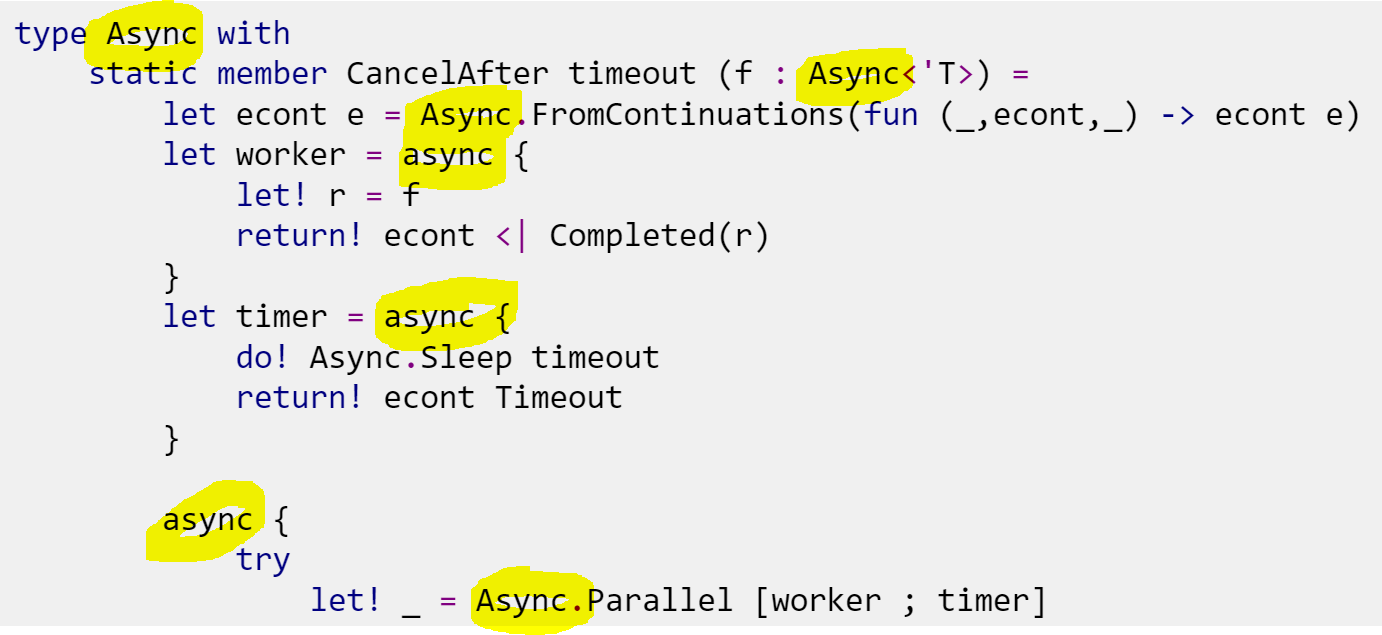 type Async with
static member CancelAfter timeout (f : Async<'T>) =
let econt e = Async.FromContinuations(fun (_,econt,_) -> econt e)
let worker = async {
let! r = f
return! econt <| Completed(r)
}
let timer = async {
do! Async.Sleep timeout
return! econt Timeout
}
async {
try
let! _ = Async.Parallel [worker ; timer]